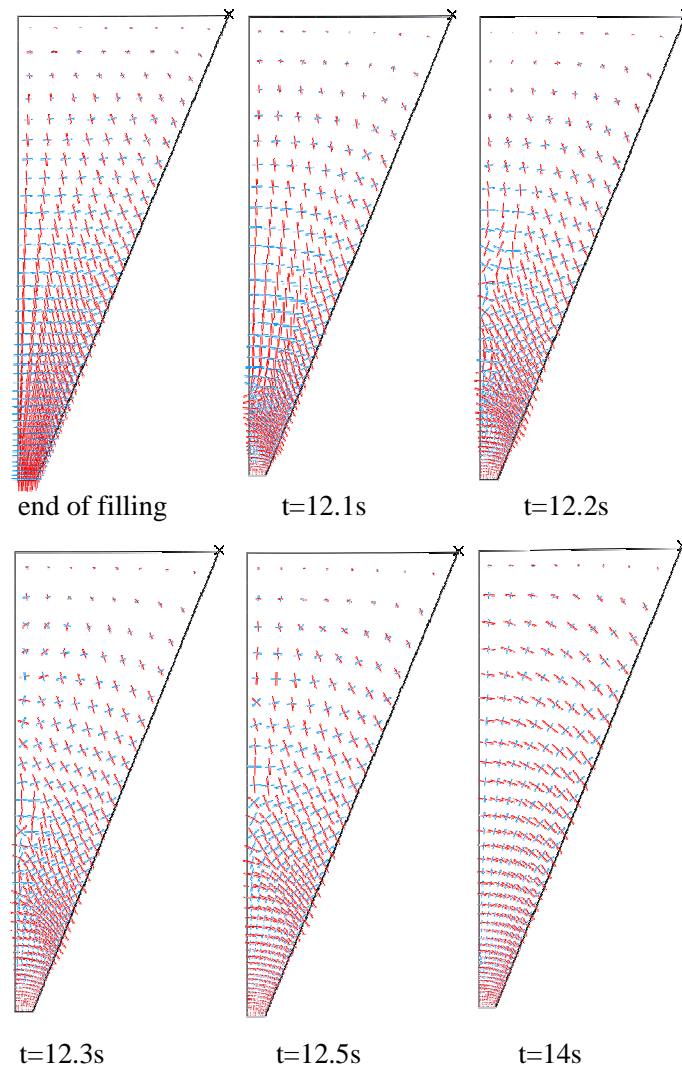 end of filling
t=12.1s
t=12.2s
t=12.3s
t=12.5s
t=14s